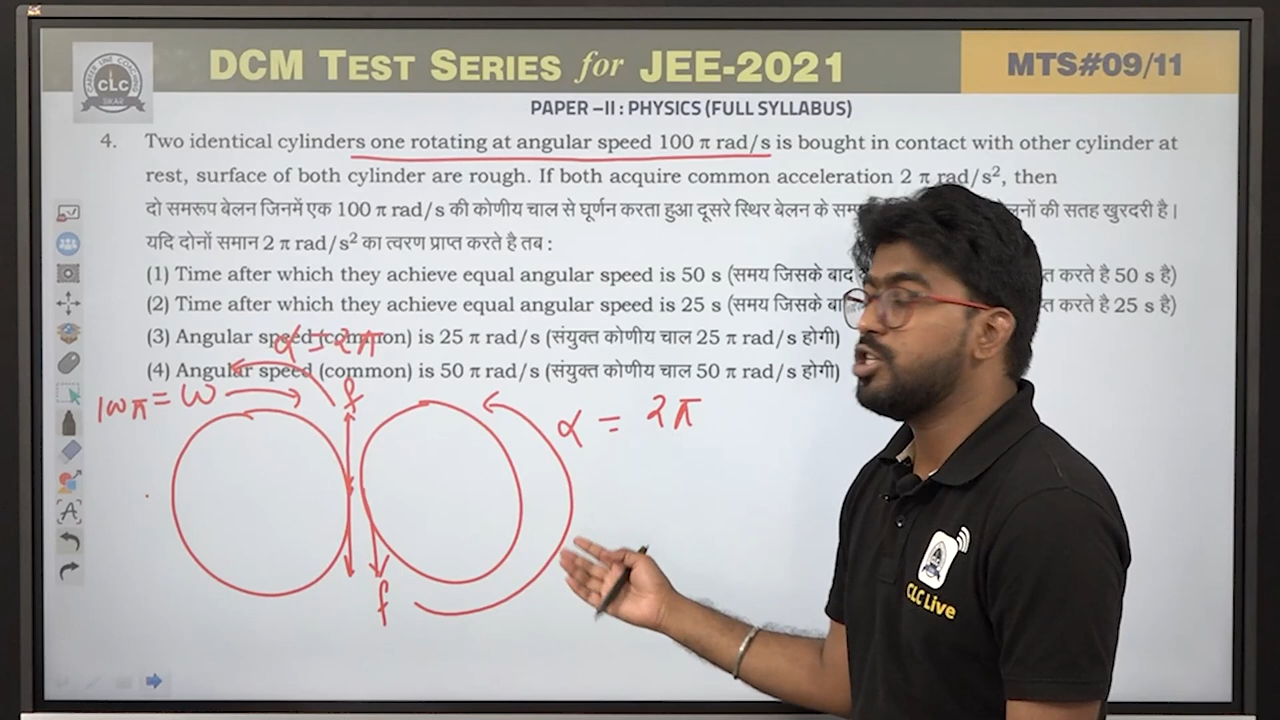 DCM TEST SERIES for JEE-2021
MTS#09/11
CAREER LINE COACHING
CLC
SIKAR
PAPER –II : PHYSICS (FULL SYLLABUS)
4. Two identical cylinders one rotating at angular speed 100 π rad/s is bought in contact with other cylinder at
rest, surface of both cylinder are rough. If both acquire common acceleration 2 π rad/s², then
दो समरूप बेलन जिनमें एक 100 π rad/s की कोणीय चाल से घूर्णन करता हुआ दूसरे स्थिर बेलन के की सतह खुरदरी है।
यदि दोनों समान 2 π rad/s² का त्वरण प्राप्त करते है तब :
(1) Time after which they achieve equal angular speed is 50 s (समय जिसके बाद करते है 50 s है)
(2) Time after which they achieve equal angular speed is 25 s (समय जिसके करते है 25 s है)
(3) Angular speed (common) is 25 π rad/s (संयुक्त कोणीय चाल 25 π rad/s होगी)
(4) Angular speed (common) is 50 π rad/s (संयुक्त कोणीय चाल 50 π rad/s होगी)
α = 2π
100π = ω
f
α = 2π
f
CLC Live